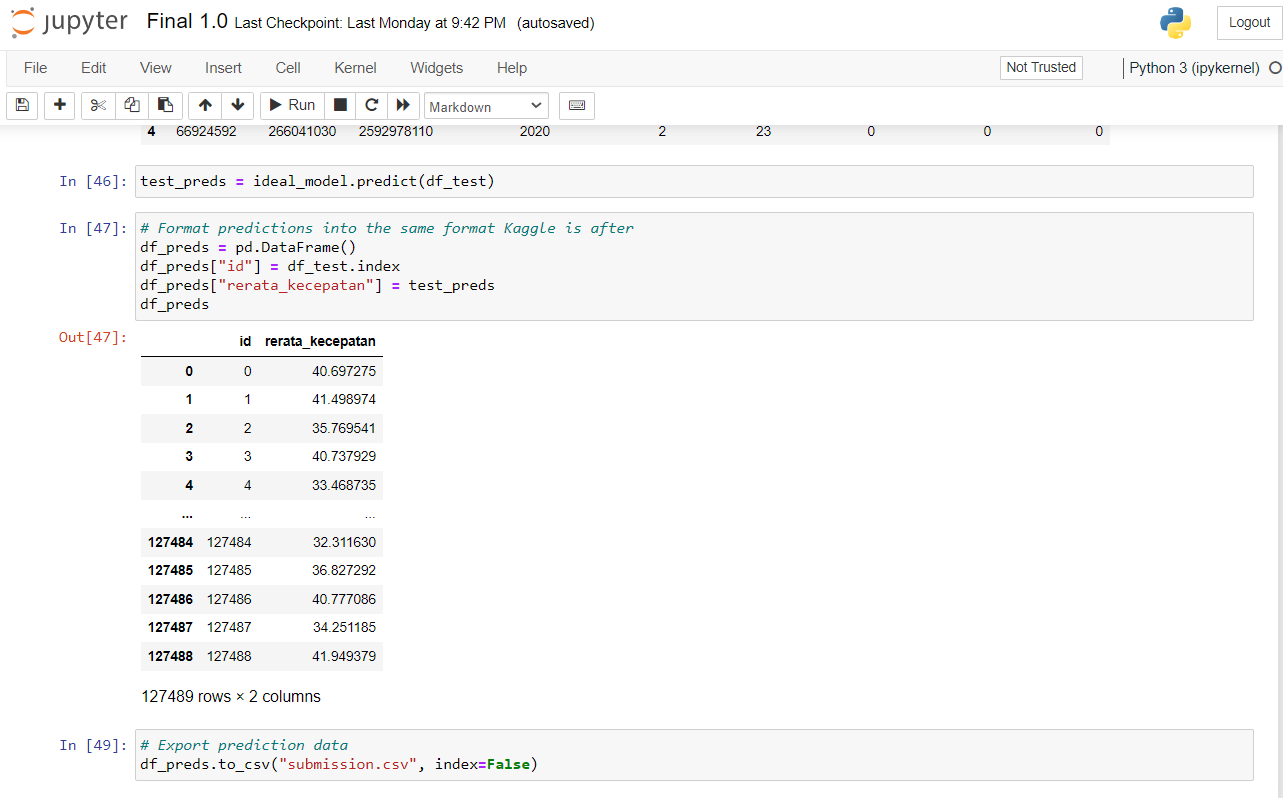 jupyter Final 1.0 Last Checkpoint: Last Monday at 9:42 PM (autosaved) Logout
File Edit View Insert Cell Kernel Widgets Help Not Trusted Python 3 (ipykernel)
Run Markdown
4 66924592 266041030 2592978110 2020 2 23 0 0 0
In [46]: test_preds = ideal_model.predict(df_test)
In [47]: # Format predictions into the same format Kaggle is after
df_preds = pd.DataFrame()
df_preds["id"] = df_test.index
df_preds["rerata_kecepatan"] = test_preds
df_preds
Out[47]:
id rerata_kecepatan
0 0 40.697275
1 1 41.498974
2 2 35.769541
3 3 40.737929
4 4 33.468735
... ... ...
127484 127484 32.311630
127485 127485 36.827292
127486 127486 40.777086
127487 127487 34.251185
127488 127488 41.949379
127489 rows × 2 columns
In [49]: # Export prediction data
df_preds.to_csv("submission.csv", index=False)